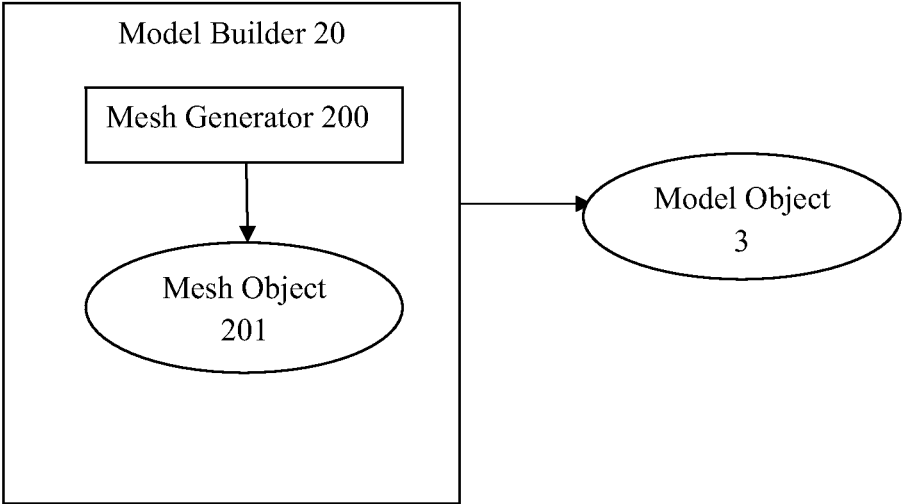 Model Builder 20
Mesh Generator 200
Mesh Object
201
Model Object
3